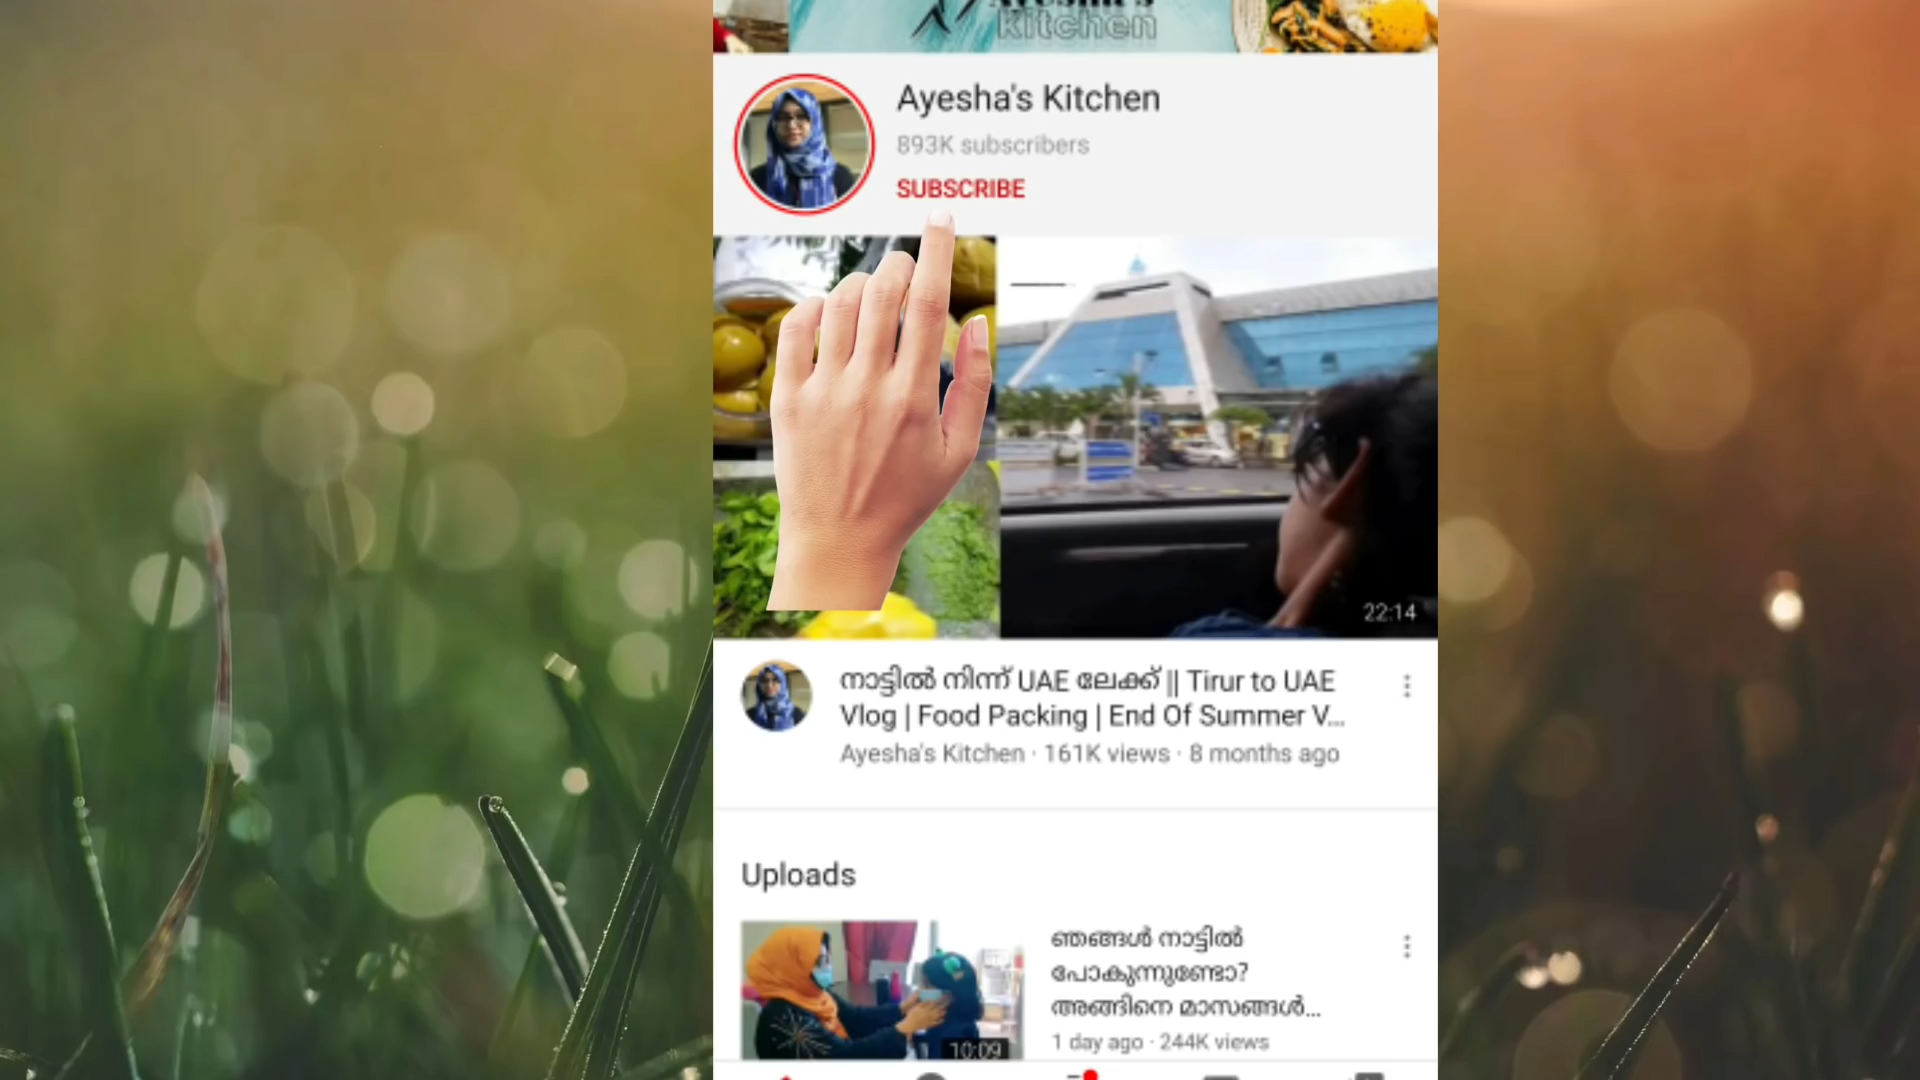 Kitchen
Ayesha's Kitchen
893K subscribers
SUBSCRIBE
22:14
നാട്ടിൽ നിന്ന് UAE ലേക്ക് || Tirur to UAE
Vlog | Food Packing | End Of Summer V...
Ayesha's Kitchen · 161K views · 8 months ago
Uploads
ഞങ്ങൾ നാട്ടിൽ
പോകുന്നുണ്ടോ?
അങ്ങിനെ മാസങ്ങൾ...
1 day ago · 244K views
10:09